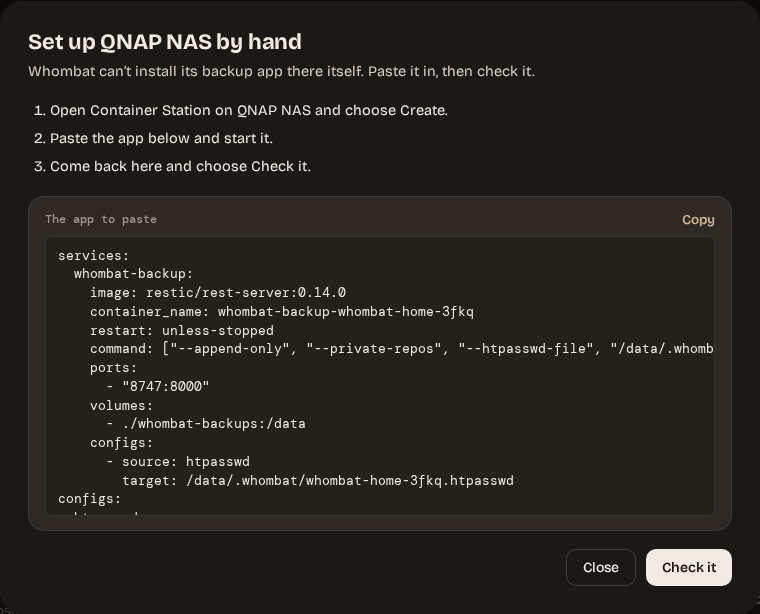 Set up QNAP NAS by hand
Whombat can't install its backup app there itself. Paste it in, then check it.
1. Open Container Station on QNAP NAS and choose Create.
2. Paste the app below and start it.
3. Come back here and choose Check it.
The app to paste
Copy
services:
  whombat-backup:
    image: restic/rest-server:0.14.0
    container_name: whombat-backup-whombat-home-3fkq
    restart: unless-stopped
    command: ["--append-only", "--private-repos", "--htpasswd-file", "/data/.whomb
    ports:
      - "8747:8000"
    volumes:
      - ./whombat-backups:/data
    configs:
      - source: htpasswd
        target: /data/.whombat/whombat-home-3fkq.htpasswd
configs:
Close
Check it